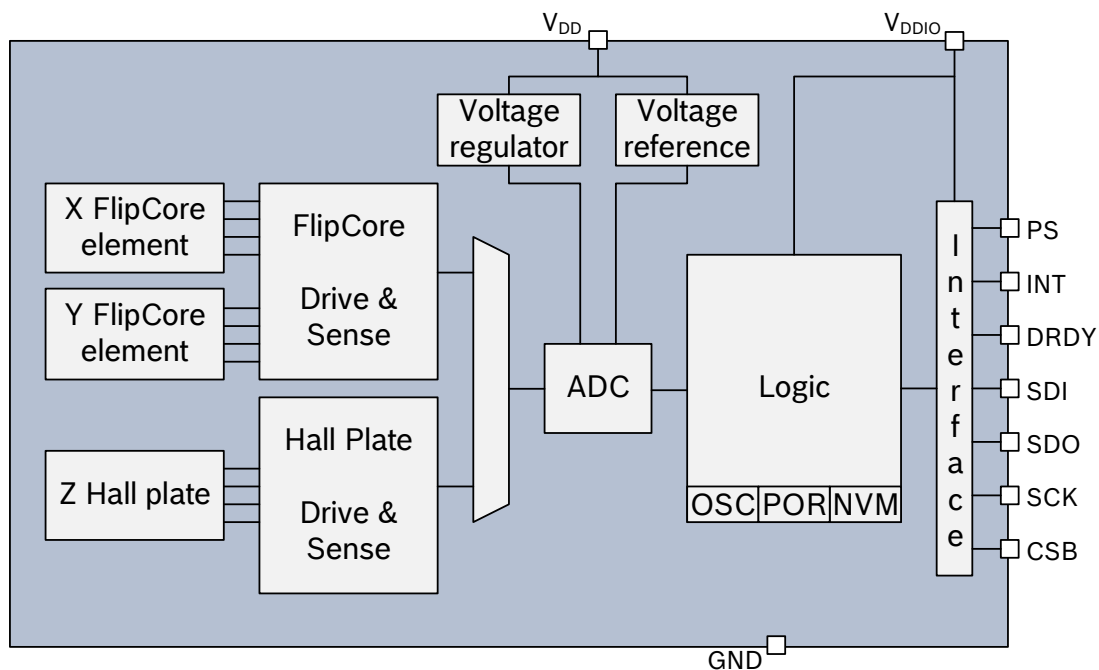 VDD
VDDIO
Voltage
regulator
Voltage
reference
X FlipCore
element
Y FlipCore
element
FlipCore
Drive &
Sense
Z Hall plate
Hall Plate
Drive &
Sense
ADC
Logic
OSC POR NVM
Interface
PS
INT
DRDY
SDI
SDO
SCK
CSB
GND